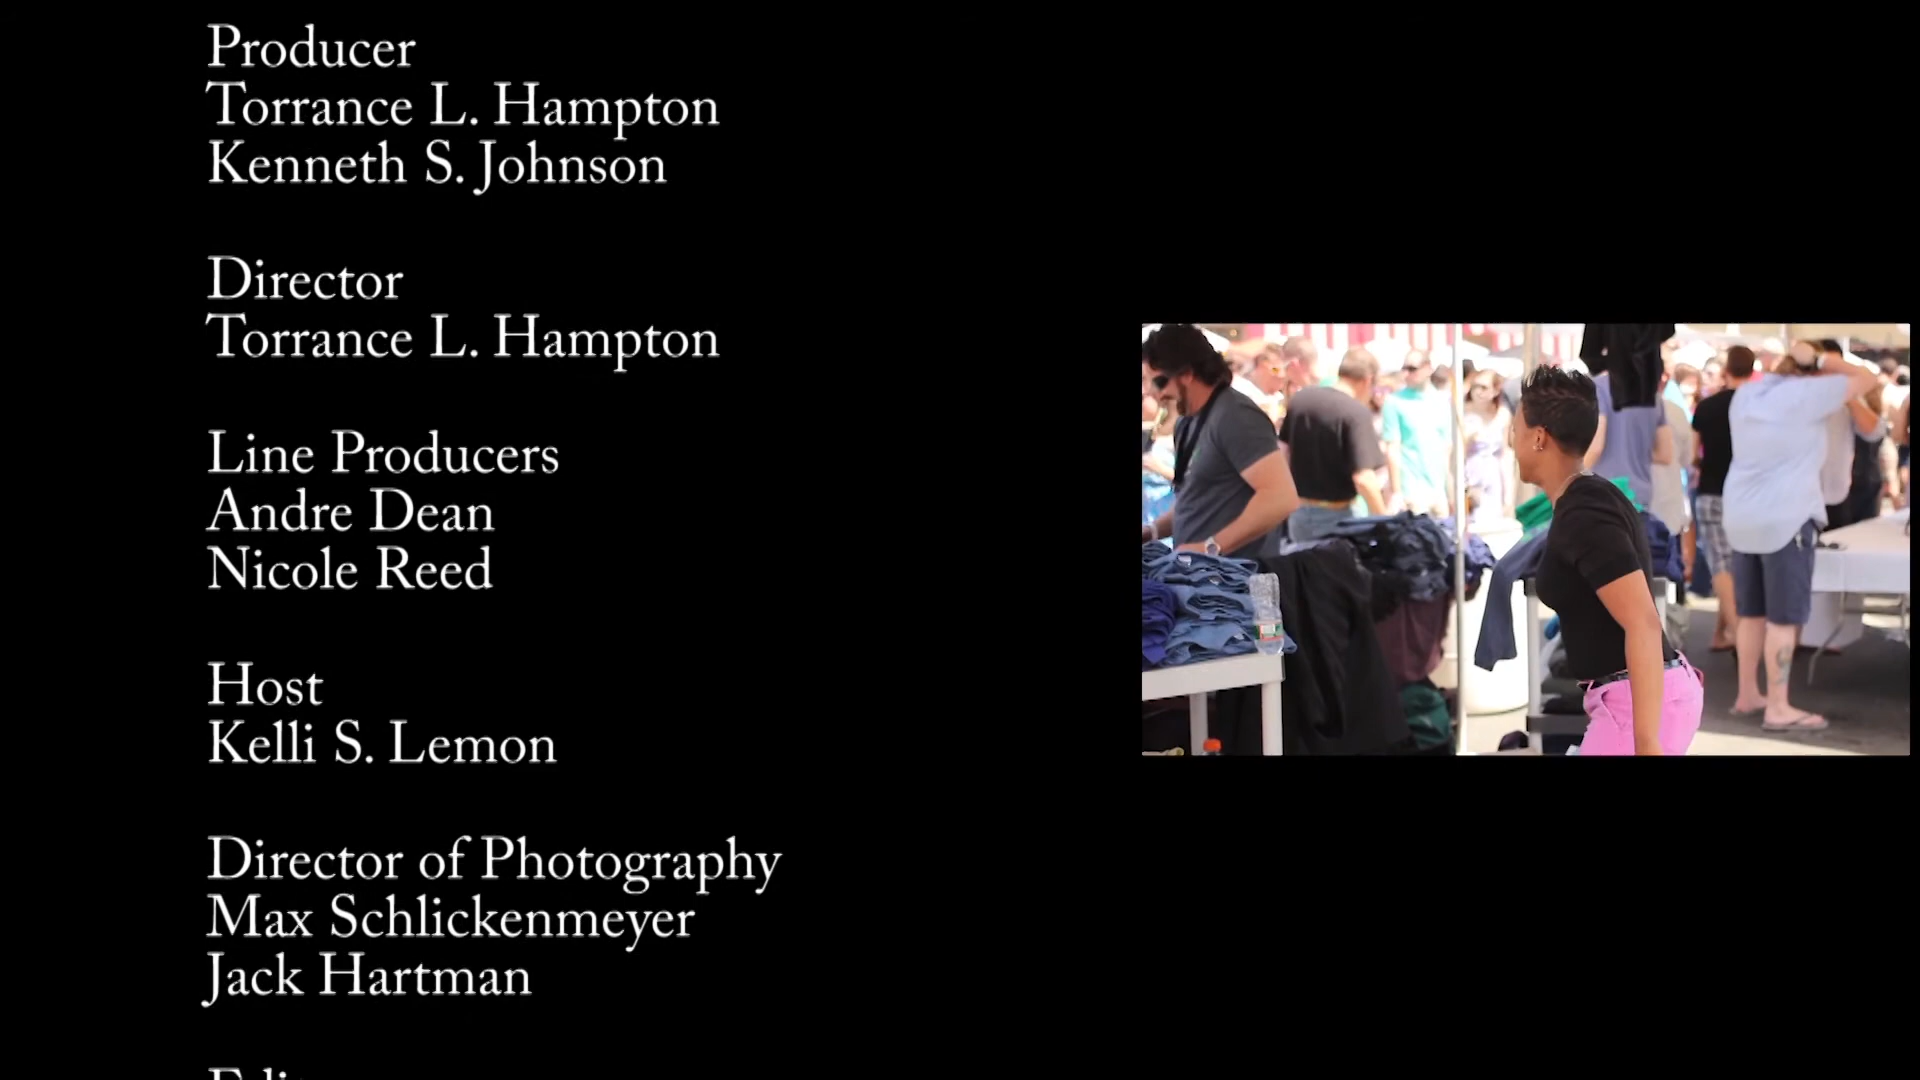 Producer
Torrance L. Hampton
Kenneth S. Johnson
Director
Torrance L. Hampton
Line Producers
Andre Dean
Nicole Reed
Host
Kelli S. Lemon
Director of Photography
Max Schlickenmeyer
Jack Hartman